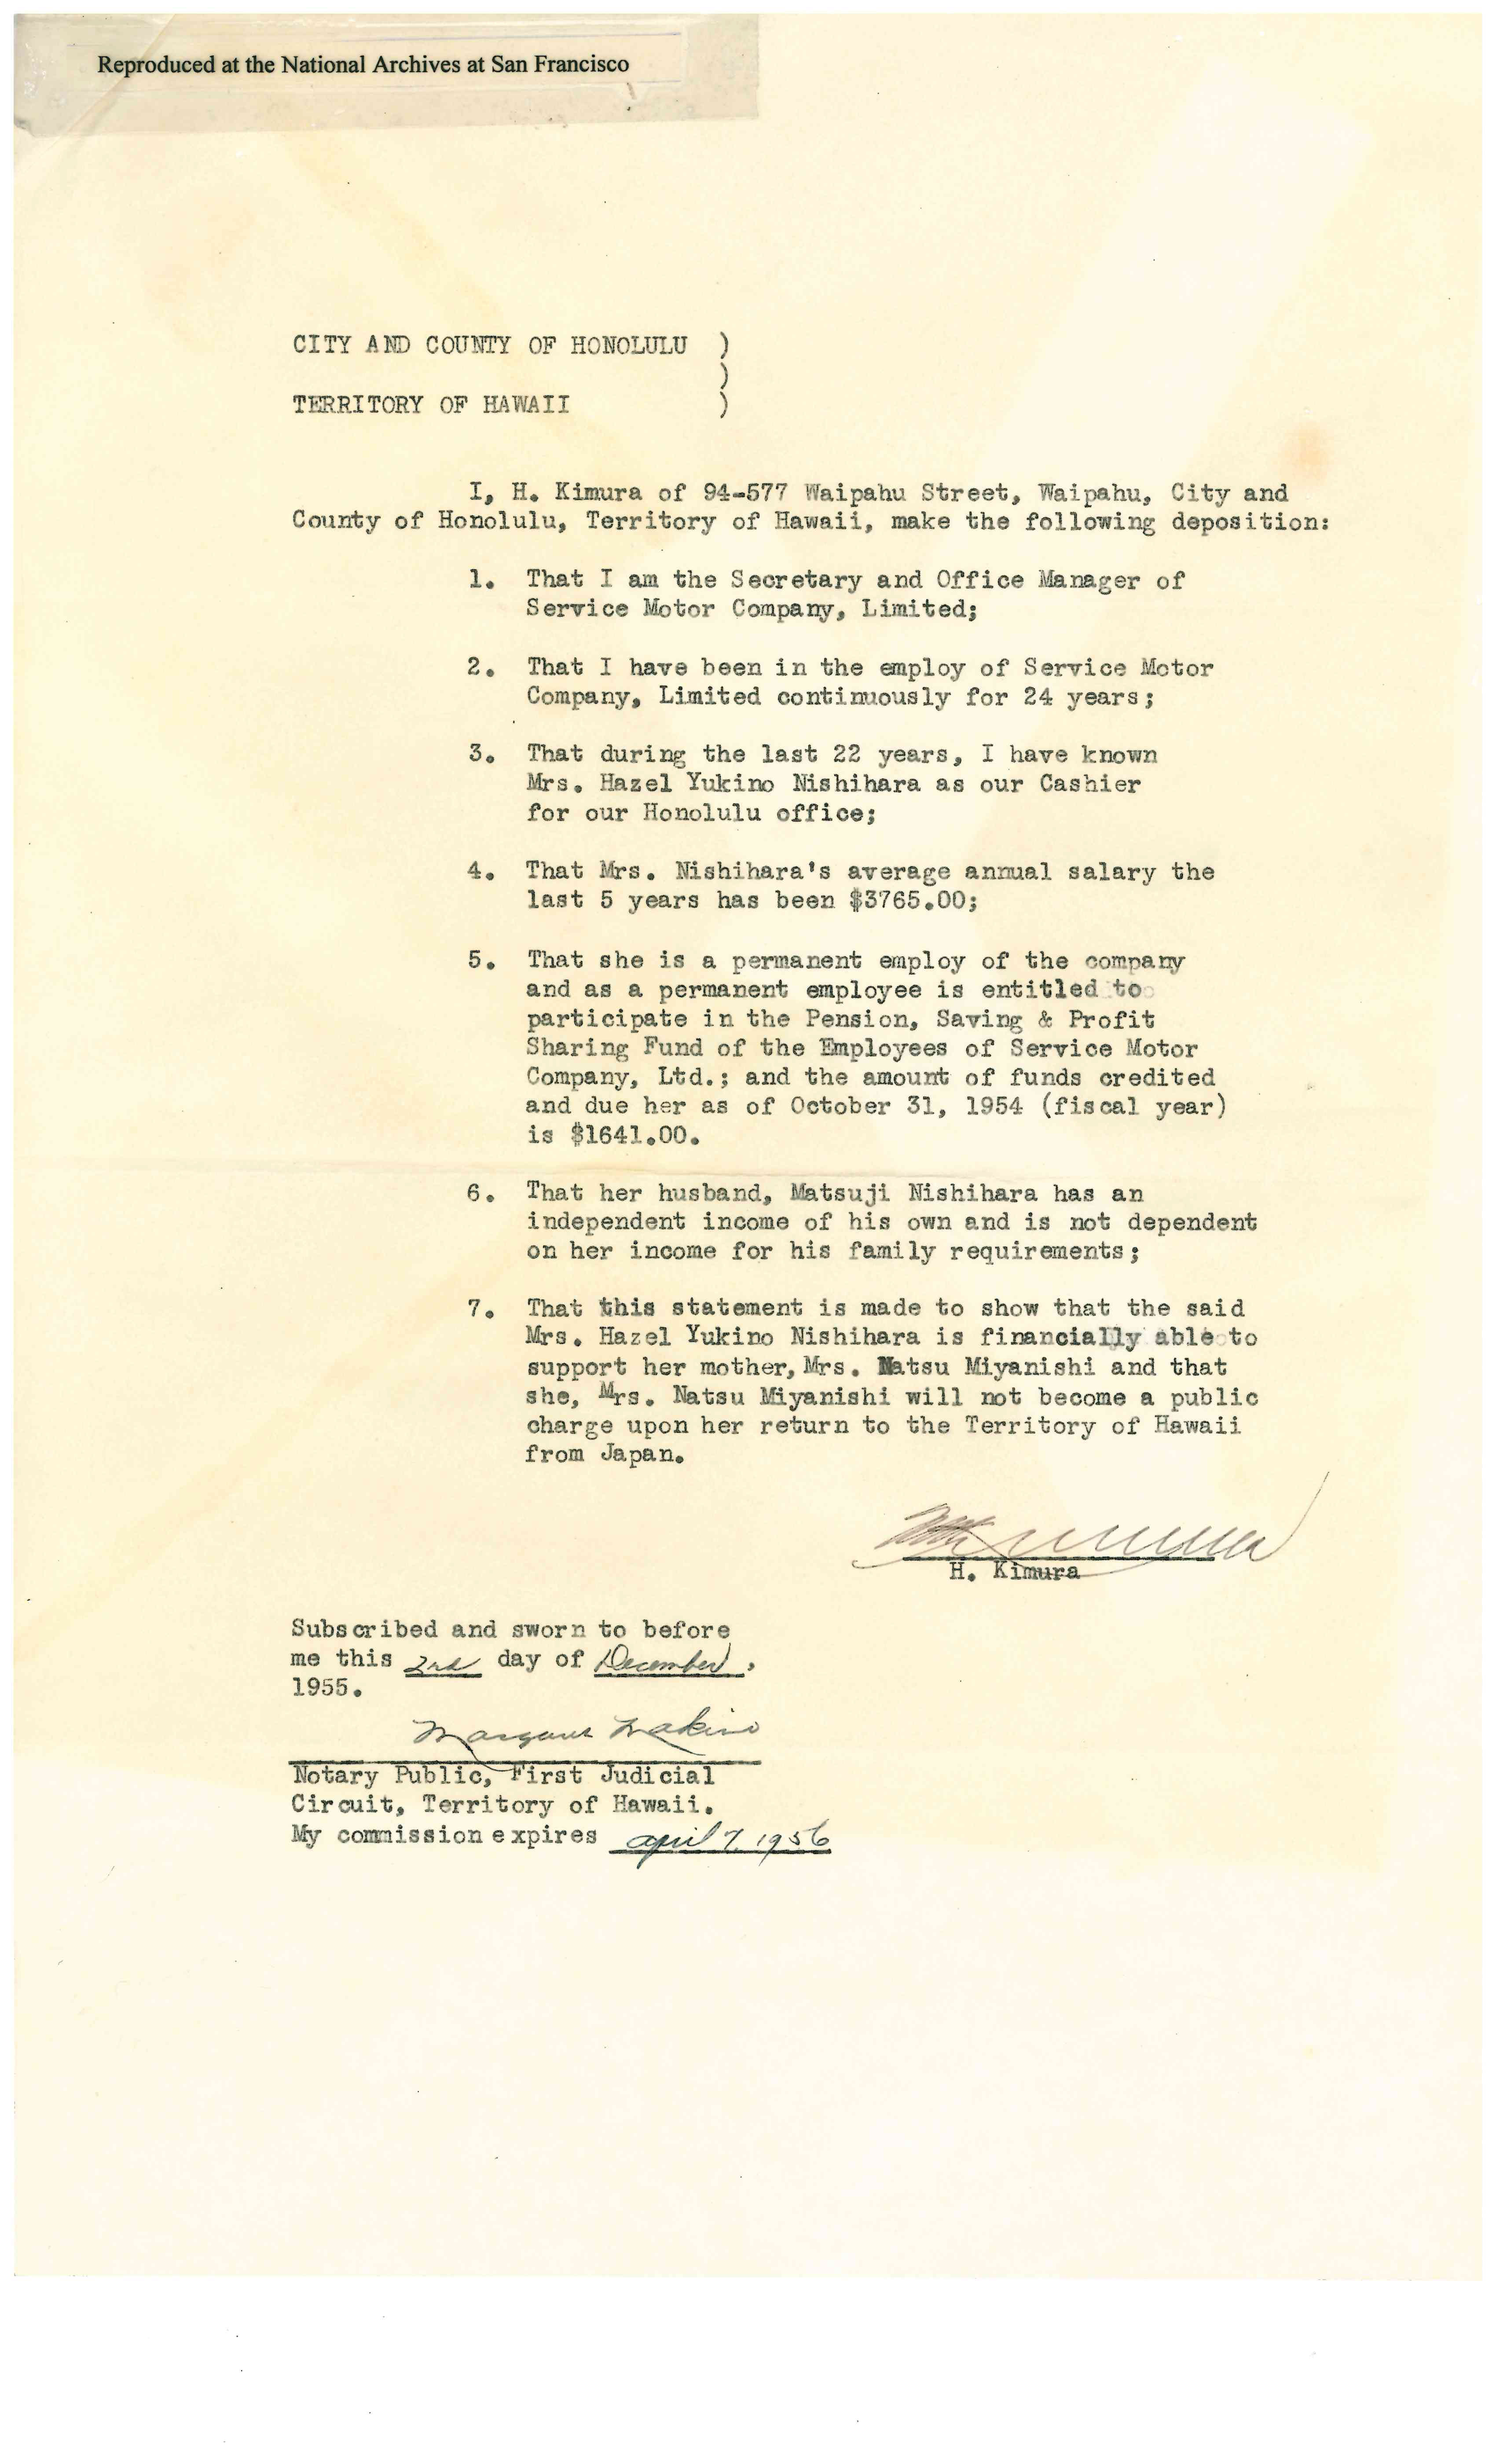 Reproduced at the National Archives at San Francisco
CITY AND COUNTY OF HONOLULU )
)
TERRITORY OF HAWAII )
I, H. Kimura of 94-577 Waipahu Street, Waipahu, City and
County of Honolulu, Territory of Hawaii, make the following deposition:
1. That I am the Secretary and Office Manager of
Service Motor Company, Limited;
2. That I have been in the employ of Service Motor
Company, Limited continuously for 24 years;
3. That during the last 22 years, I have known
Mrs. Hazel Yukino Nishihara as our Cashier
for our Honolulu office;
4. That Mrs. Nishihara's average annual salary the
last 5 years has been $3765.00;
5. That she is a permanent employ of the company
and as a permanent employee is entitled to
participate in the Pension, Saving & Profit
Sharing Fund of the Employees of Service Motor
Company, Ltd.; and the amount of funds credited
and due her as of October 31, 1954 (fiscal year)
is $1641.00.
6. That her husband, Matsuji Nishihara has an
independent income of his own and is not dependent
on her income for his family requirements;
7. That this statement is made to show that the said
Mrs. Hazel Yukino Nishihara is financially able to
support her mother, Mrs. Natsu Miyanishi and that
she, Mrs. Natsu Miyanishi will not become a public
charge upon her return to the Territory of Hawaii
from Japan.
H. Kimura
Subscribed and sworn to before
me this 2nd day of December,
1955.
Notary Public, First Judicial
Circuit, Territory of Hawaii.
My commission expires april 7, 1956